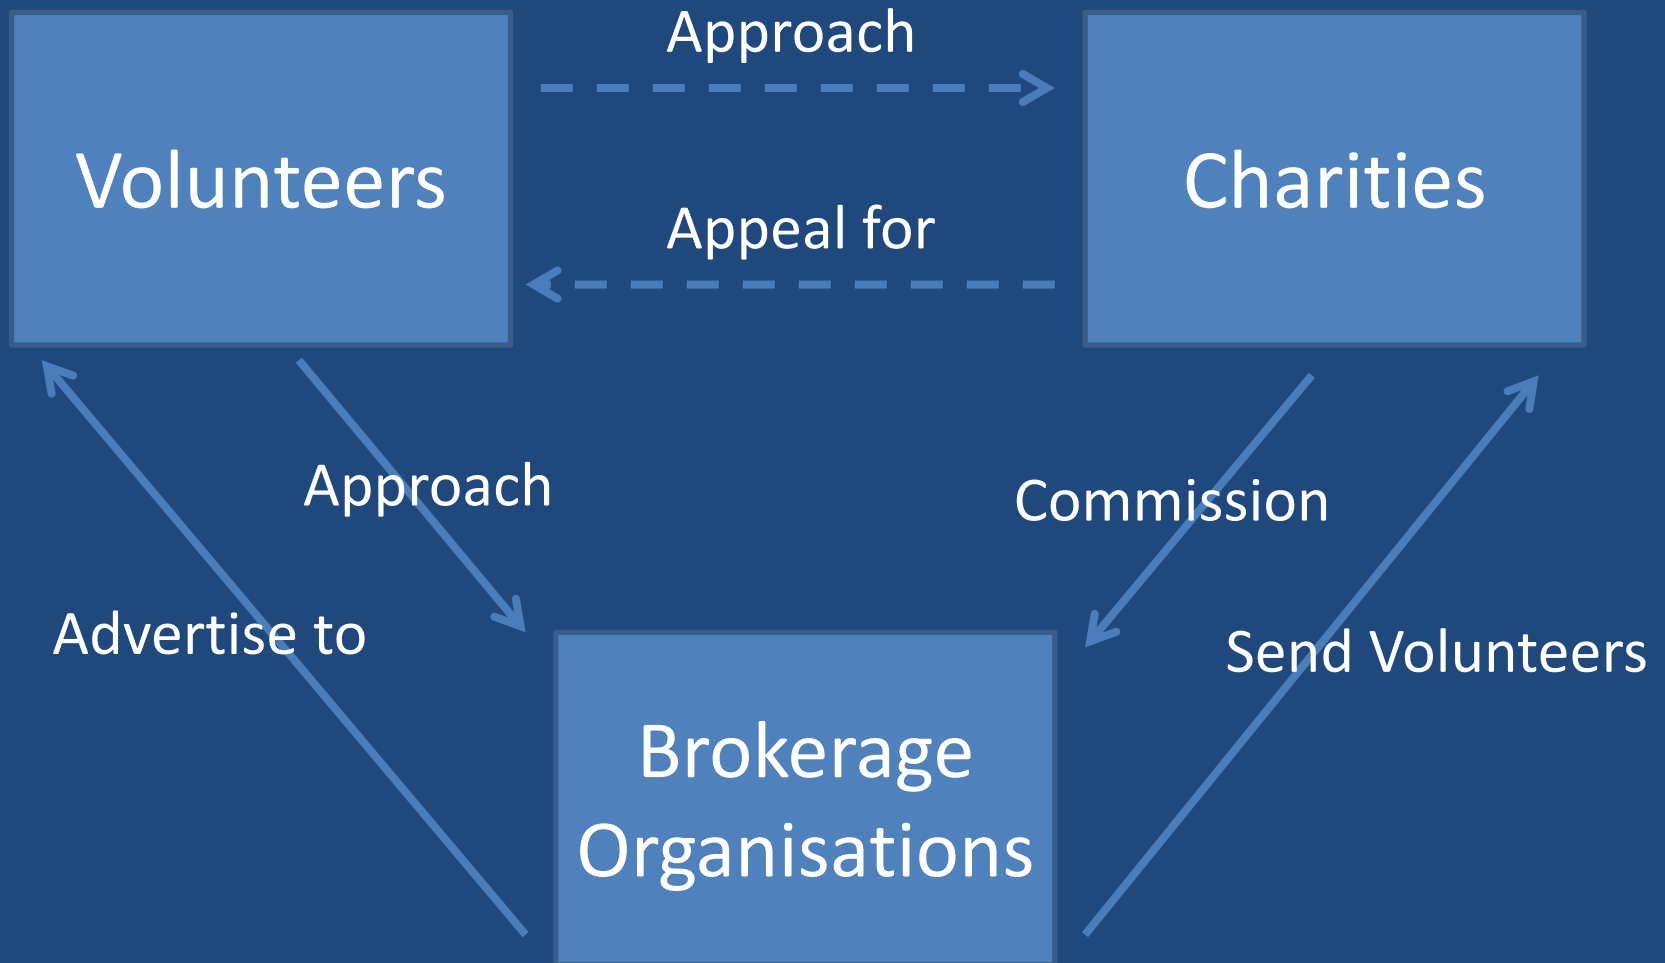 Approach
Volunteers
Charities
Appeal for
Approach
Commission
Advertise to
Send Volunteers
Brokerage
Organisations